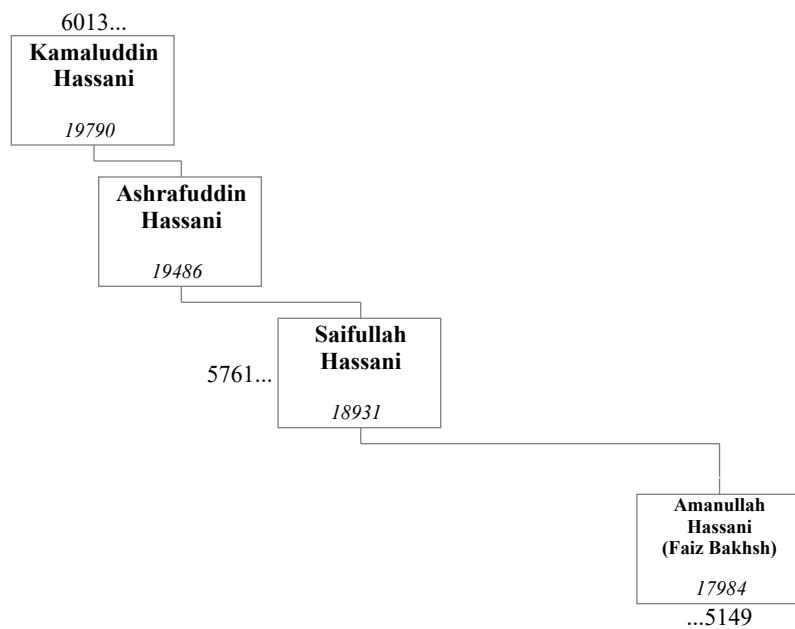 6013...
Kamaluddin
Hassani
19790
Ashrafuddin
Hassani
19486
Saifullah
Hassani
5761...
18931
Amanullah
Hassani
(Faiz Bakhsh)
17984
...5149